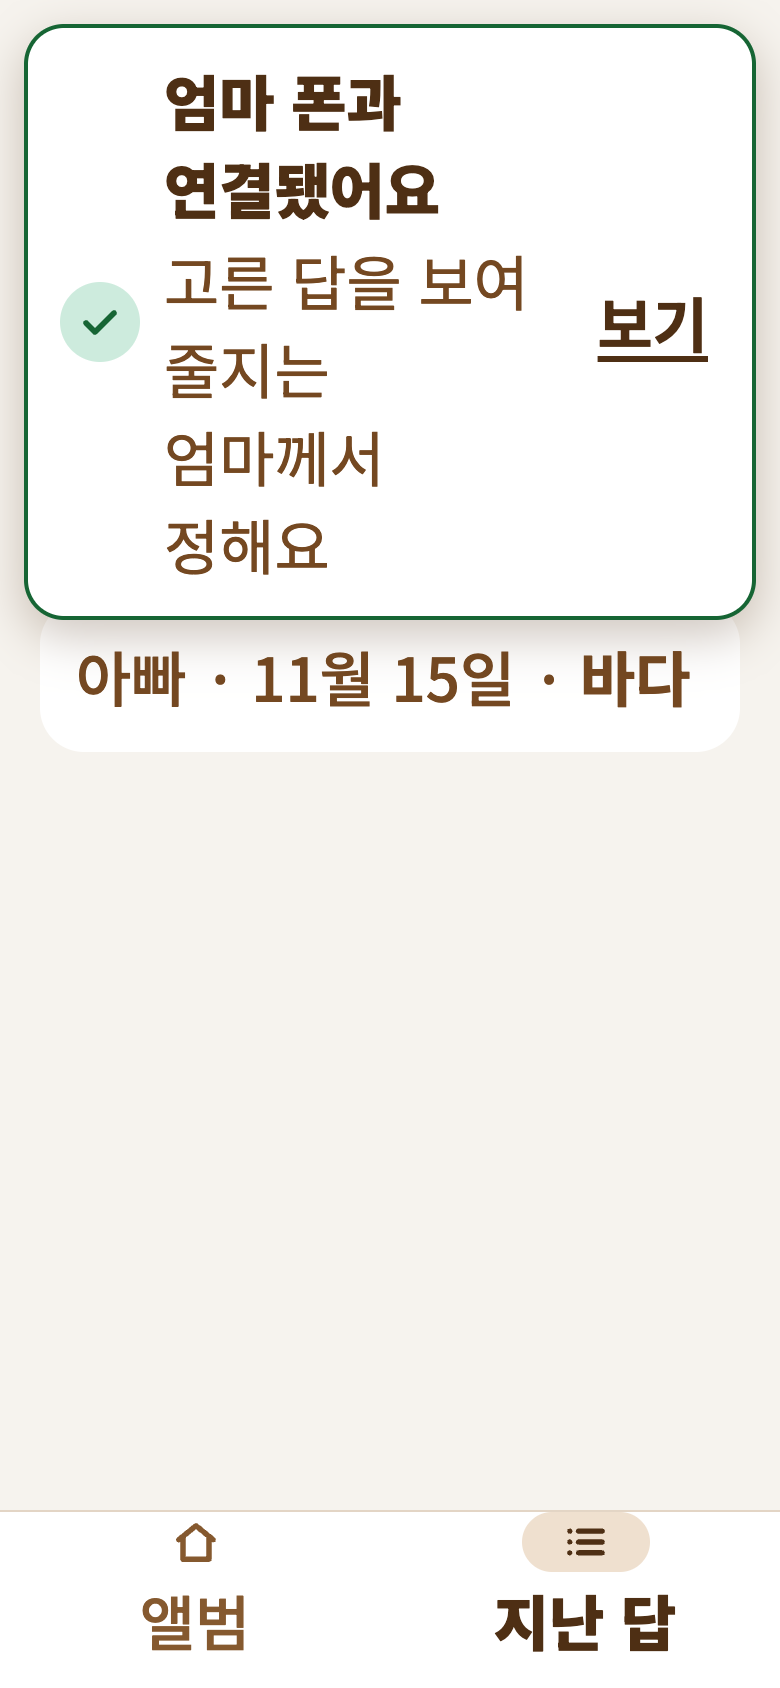 엄마 폰과
연결됐어요
고른 답을 보여
줄지는
엄마께서
정해요
보기
아빠 · 11월 15일 · 바다
앨범
지난 답